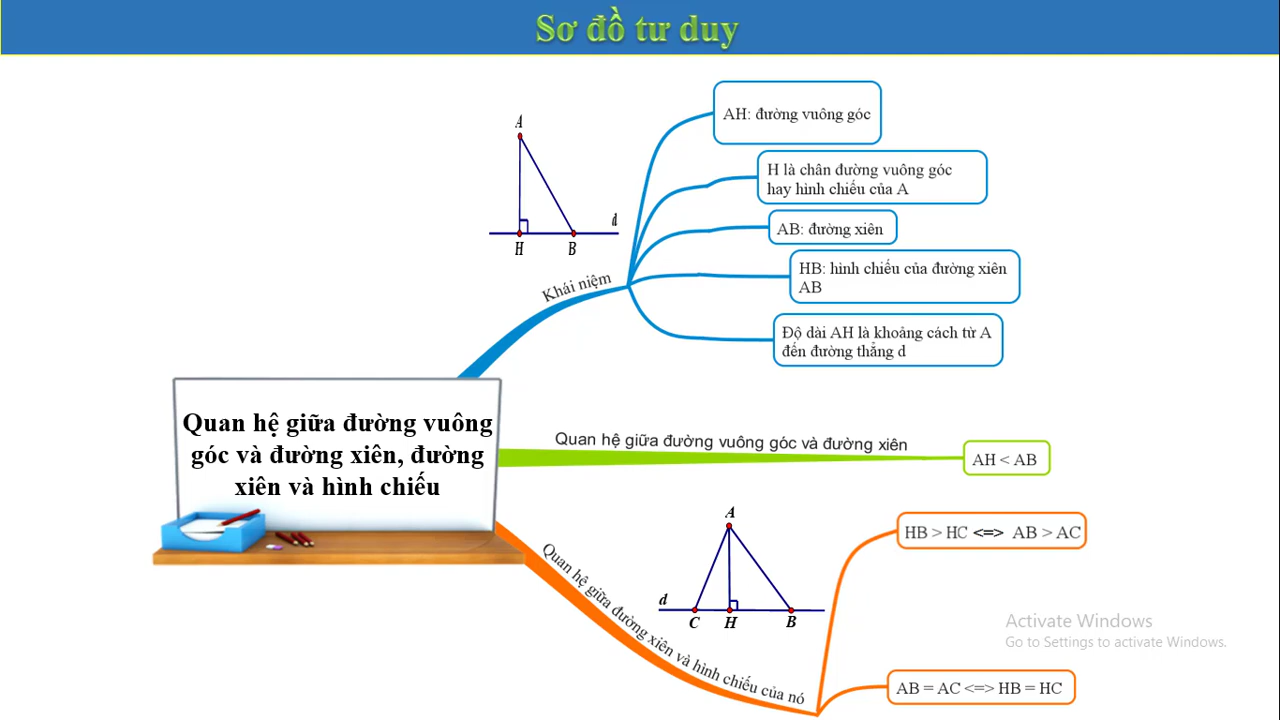 Sơ đồ tư duy
A
H
B
d
AH: đường vuông góc
H là chân đường vuông góc
hay hình chiếu của A
AB: đường xiên
HB: hình chiếu của đường xiên
AB
Độ dài AH là khoảng cách từ A
đến đường thẳng d
Khái niệm
Quan hệ giữa đường vuông
góc và đường xiên, đường
xiên và hình chiếu
Quan hệ giữa đường vuông góc và đường xiên
AH < AB
Quan hệ giữa đường xiên và hình chiếu của nó
A
d
C
H
B
HB > HC <=> AB > AC
AB = AC <=> HB = HC
Activate Windows
Go to Settings to activate Windows.